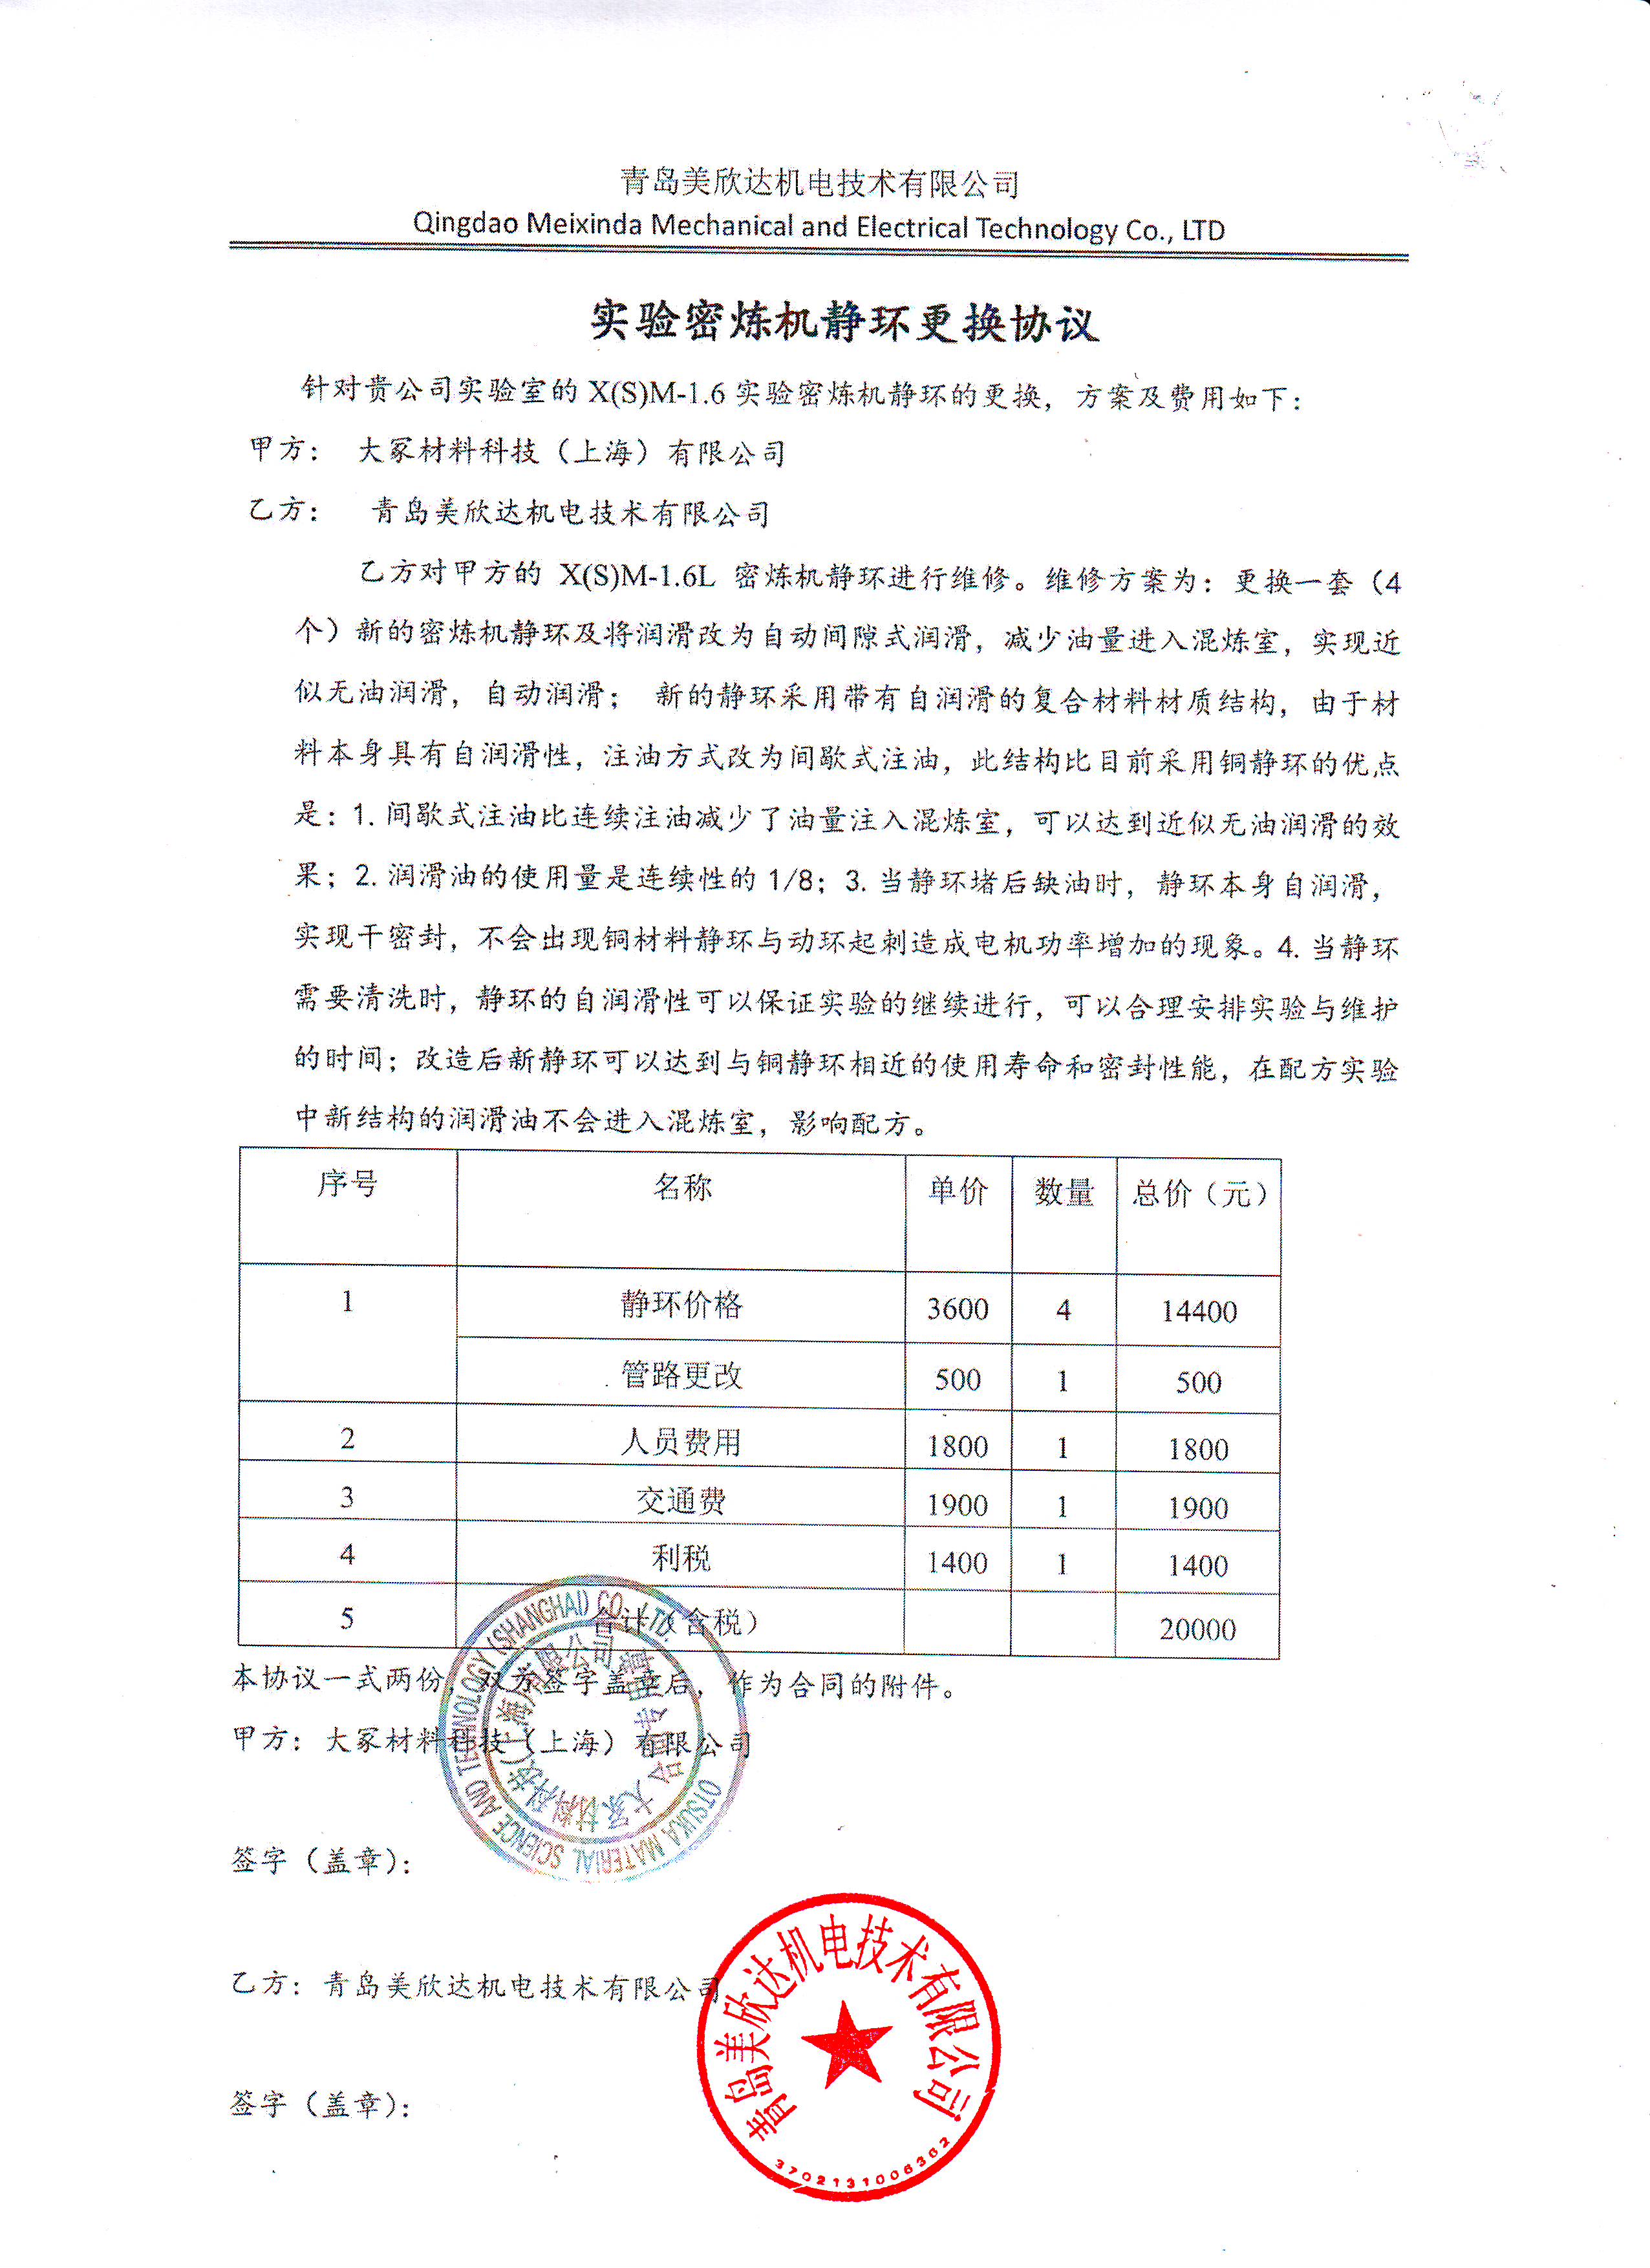 青岛美欣达机电技术有限公司
Qingdao Meixinda Mechanical and Electrical Technology Co., LTD
实验密炼机静环更换协议
针对贵公司实验室的 X(S)M-1.6 实验密炼机静环的更换，方案及费用如下：
甲方： 大冢材料科技（上海）有限公司
乙方： 青岛美欣达机电技术有限公司
乙方对甲方的 X(S)M-1.6L 密炼机静环进行维修。维修方案为：更换一套（4
个）新的密炼机静环及将润滑改为自动间隙式润滑，减少油量进入混炼室，实现近
似无油润滑，自动润滑； 新的静环采用带有自润滑的复合材料材质结构，由于材
料本身具有自润滑性，注油方式改为间歇式注油，此结构比目前采用铜静环的优点
是：1. 间歇式注油比连续注油减少了油量注入混炼室，可以达到近似无油润滑的效
果；2. 润滑油的使用量是连续性的 1/8；3. 当静环堵后缺油时，静环本身自润滑，
实现干密封，不会出现铜材料静环与动环起刺造成电机功率增加的现象。4. 当静环
需要清洗时，静环的自润滑性可以保证实验的继续进行，可以合理安排实验与维护
的时间；改造后新静环可以达到与铜静环相近的使用寿命和密封性能，在配方实验
中新结构的润滑油不会进入混炼室，影响配方。
序号 名称 单价 数量 总价（元）
1 静环价格 3600 4 14400
管路更改 500 1 500
2 人员费用 1800 1 1800
3 交通费 1900 1 1900
4 利税 1400 1 1400
5 合计（含税） 20000
本协议一式两份，双方签字盖章后，作为合同的附件。
甲方：大冢材料科技（上海）有限公司
OTSUKA MATERIAL SCIENCE AND TECHNOLOGY (SHANGHAI) CO., LTD.
大冢材料科技(上海)有限公司
合同专用章
签字（盖章）：
乙方：青岛美欣达机电技术有限公司
青岛美欣达机电技术有限公司
3702131006302
签字（盖章）：